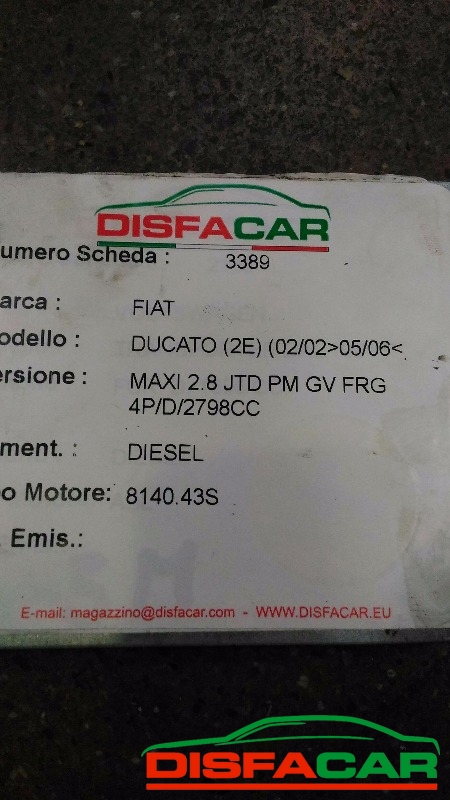 DISFACAR
umero Scheda : 3389
arca : FIAT
odello : DUCATO (2E) (02/02>05/06<
ersione : MAXI 2.8 JTD PM GV FRG
4P/D/2798CC
ment. : DIESEL
o Motore: 8140.43S
. Emis.:
E-mail: magazzino@disfacar.com - WWW.DISFACAR.EU
DISFACAR